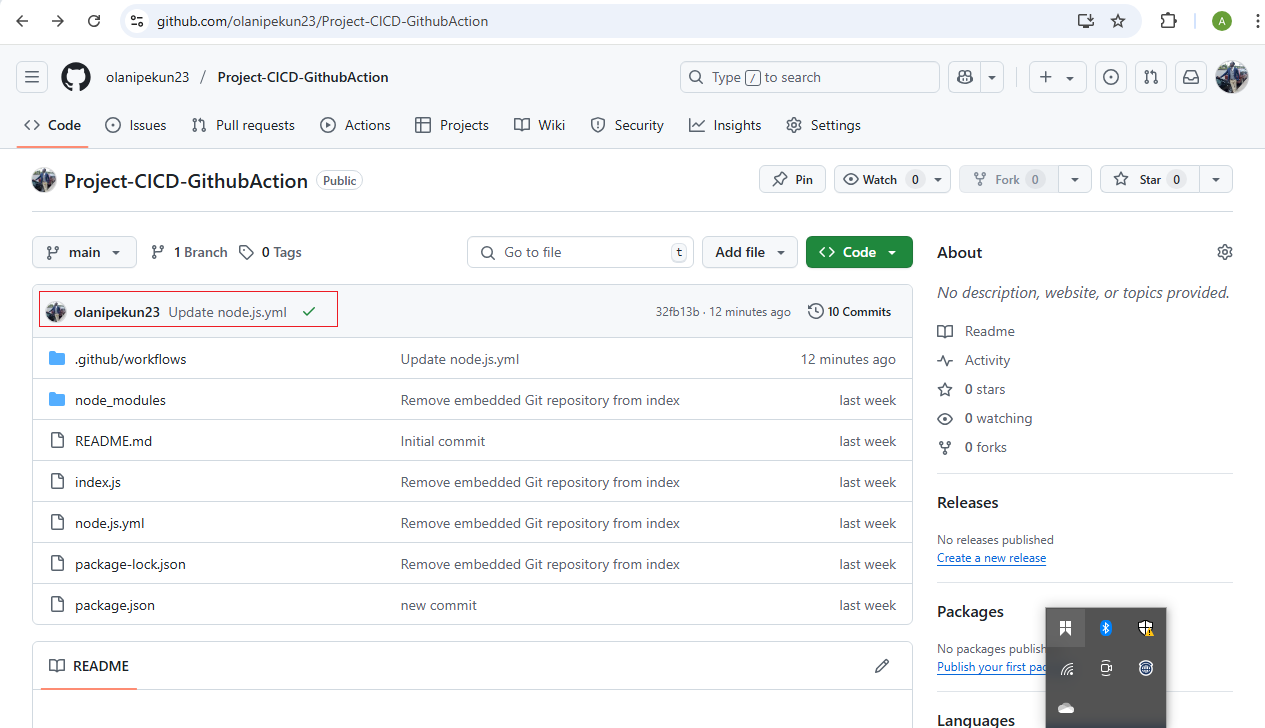 github.com/olanipekun23/Project-CICD-GithubAction
A
olanipekun23 / Project-CICD-GithubAction
Type / to search
Code Issues Pull requests Actions Projects Wiki Security Insights Settings
Project-CICD-GithubAction Public
Pin Watch 0 Fork 0 Star 0
main 1 Branch 0 Tags Go to file t Add file Code
olanipekun23 Update node.js.yml 32fb13b · 12 minutes ago 10 Commits
.github/workflows Update node.js.yml 12 minutes ago
node_modules Remove embedded Git repository from index last week
README.md Initial commit last week
index.js Remove embedded Git repository from index last week
node.js.yml Remove embedded Git repository from index last week
package-lock.json Remove embedded Git repository from index last week
package.json new commit last week
README
About
No description, website, or topics provided.
Readme
Activity
0 stars
0 watching
0 forks
Releases
No releases published
Create a new release
Packages
No packages publish
Publish your first pac
Languages